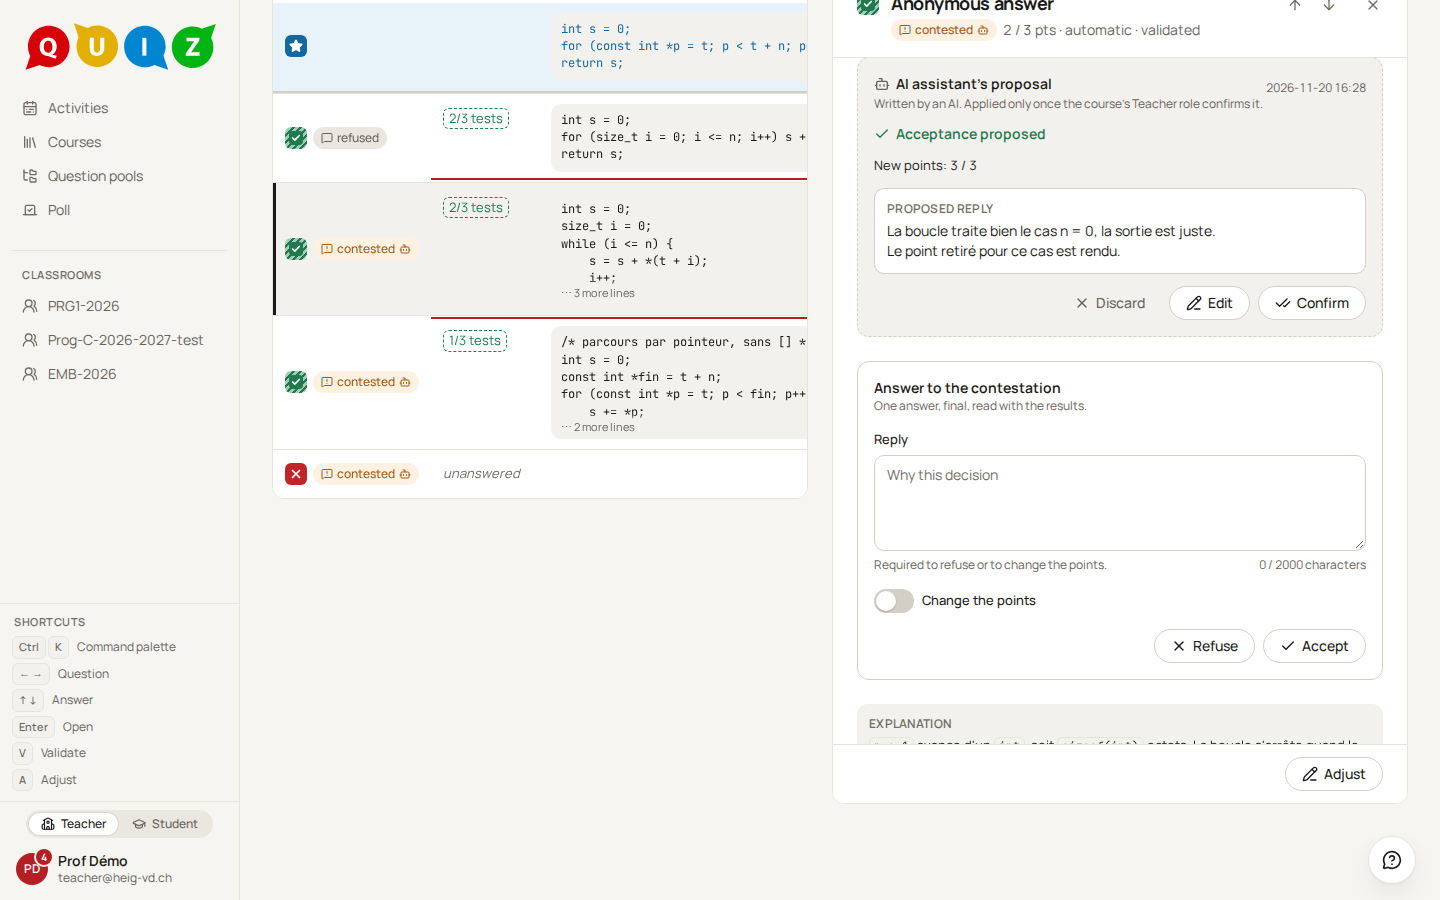 QUIZ
Activities
Courses
Question pools
Poll
CLASSROOMS
PRG1-2026
Prog-C-2026-2027-test
EMB-2026
SHORTCUTS
Ctrl K Command palette
← → Question
↑ ↓ Answer
Enter Open
V Validate
A Adjust
Teacher Student
PD 4
Prof Démo
teacher@heig-vd.ch
int s = 0;
for (const int *p = t; p < t + n; p
return s;
refused
2/3 tests
int s = 0;
for (size_t i = 0; i <= n; i++) s +
return s;
contested
2/3 tests
int s = 0;
size_t i = 0;
while (i <= n) {
s = s + *(t + i);
i++;
··· 3 more lines
contested
1/3 tests
/* parcours par pointeur, sans [] *
int s = 0;
const int *fin = t + n;
for (const int *p = t; p < fin; p++
s += *p;
··· 2 more lines
contested
unanswered
Anonymous answer
contested 2 / 3 pts · automatic · validated
AI assistant's proposal
2026-11-20 16:28
Written by an AI. Applied only once the course's Teacher role confirms it.
Acceptance proposed
New points: 3 / 3
PROPOSED REPLY
La boucle traite bien le cas n = 0, la sortie est juste.
Le point retiré pour ce cas est rendu.
Discard Edit Confirm
Answer to the contestation
One answer, final, read with the results.
Reply
Why this decision
Required to refuse or to change the points.
0 / 2000 characters
Change the points
Refuse Accept
EXPLANATION
Adjust